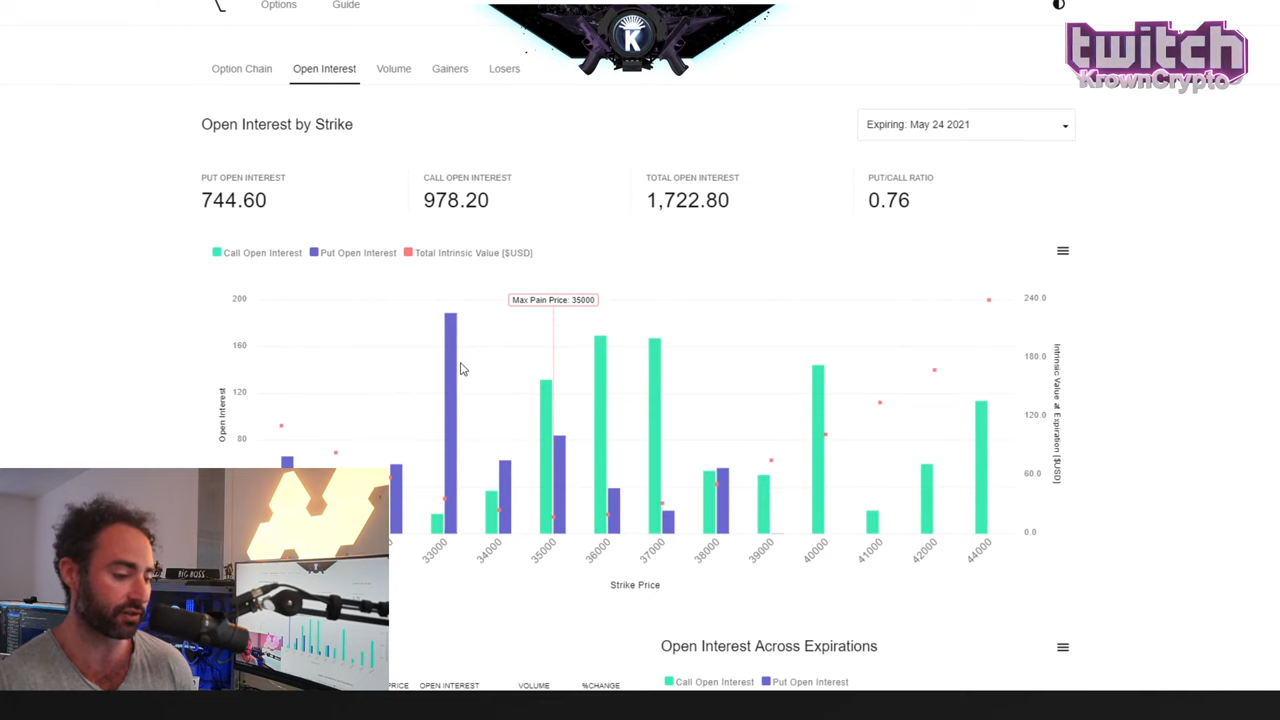 Options Guide
twitch
KrownCrypto
K
Option Chain Open Interest Volume Gainers Losers
Open Interest by Strike
Expiring: May 24 2021
PUT OPEN INTEREST CALL OPEN INTEREST TOTAL OPEN INTEREST PUT/CALL RATIO
744.60 978.20 1,722.80 0.76
Call Open Interest Put Open Interest Total Intrinsic Value [$USD]
Max Pain Price: 35000
200
160
120
80
Open Interest
240.0
180.0
120.0
60.0
0.0
Intrinsic Value at Expiration [$USD]
33000 34000 35000 36000 37000 38000 39000 40000 41000 42000 44000
Strike Price
BIG BOSS
Open Interest Across Expirations
Call Open Interest Put Open Interest
PRICE OPEN INTEREST VOLUME %CHANGE